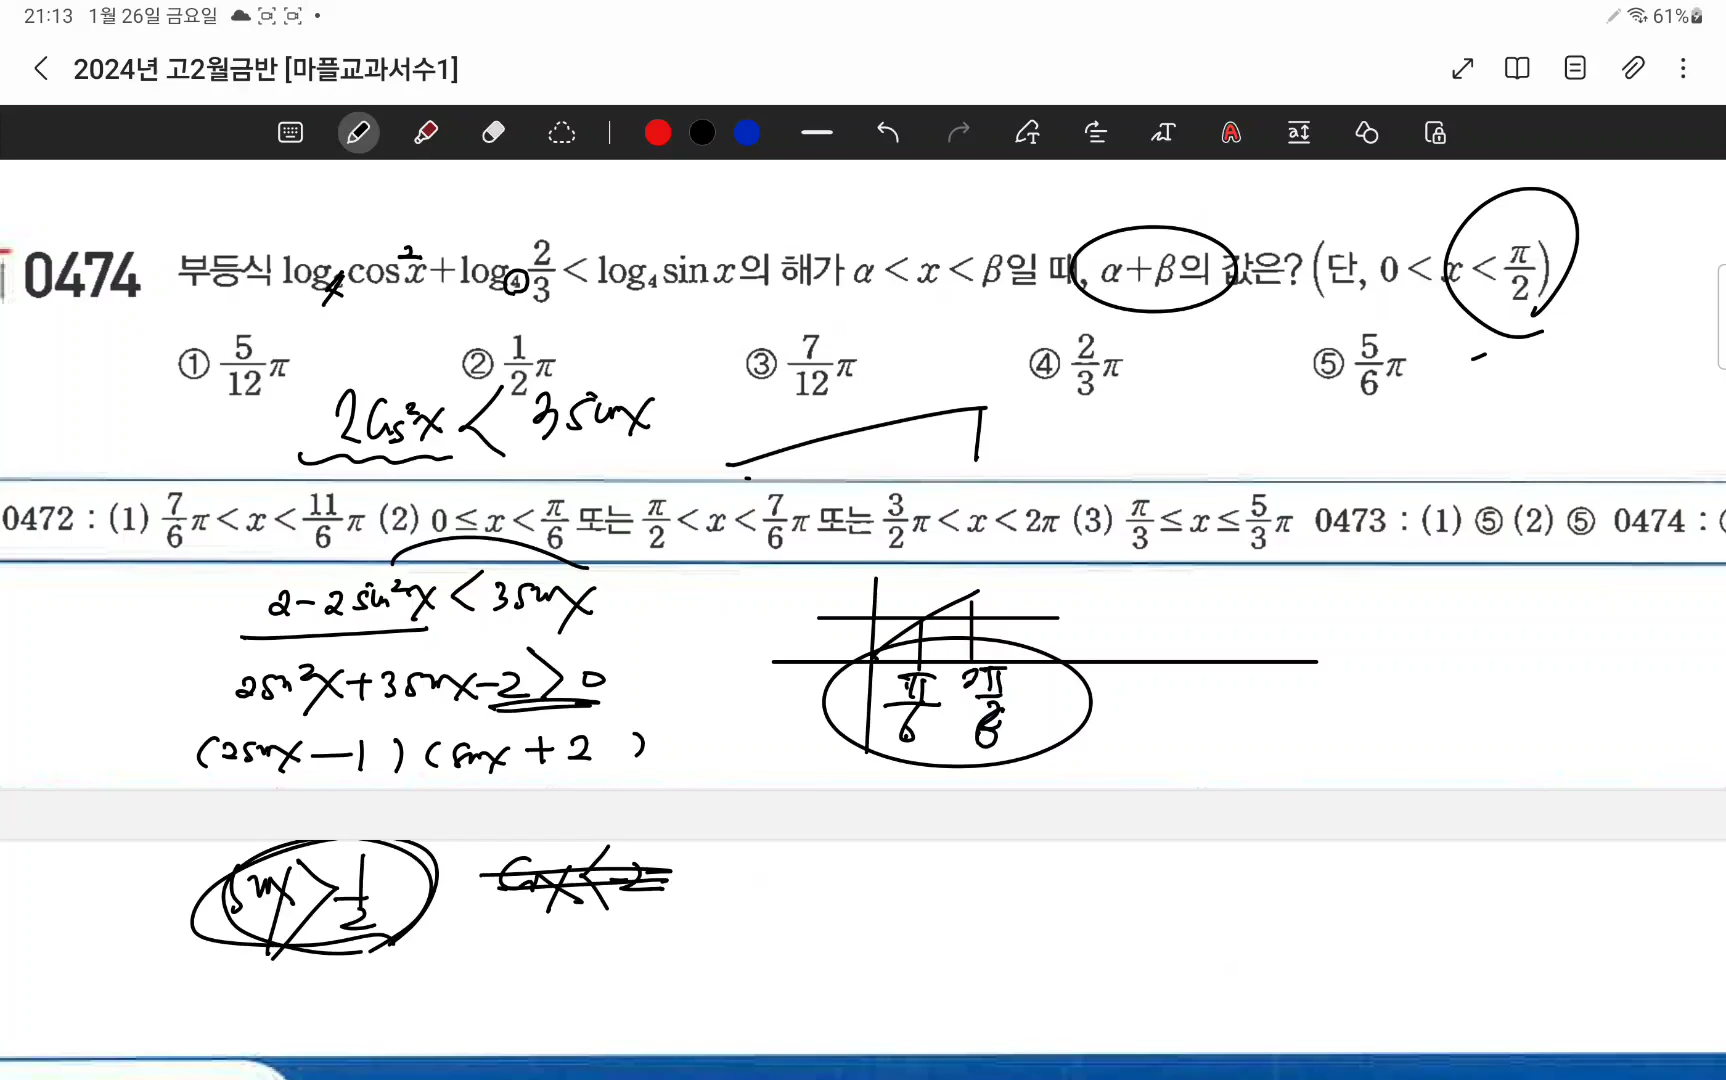 21:13 1월 26일 금요일
61%
2024년 고2월금반 [마플교과서수1]
0474 부등식 log₄ cos²x + log₄ 2/3 < log₄ sin x의 해가 α < x < β일 때, α+β의 값은? (단, 0 < x < π/2)
① 5/12 π ② 1/2 π ③ 7/12 π ④ 2/3 π ⑤ 5/6 π
2cos²x < 3 sinx
0472 : (1) 7/6 π < x < 11/6 π (2) 0 ≤ x < π/6 또는 π/2 < x < 7/6 π 또는 3/2 π < x < 2π (3) π/3 ≤ x ≤ 5/3 π 0473 : (1) ⑤ (2) ⑤ 0474 :
2 - 2sin²x < 3sinx
2sin²x + 3sinx - 2 > 0
π/6
(2sinx - 1) (sinx + 2)
sinx > 1/2